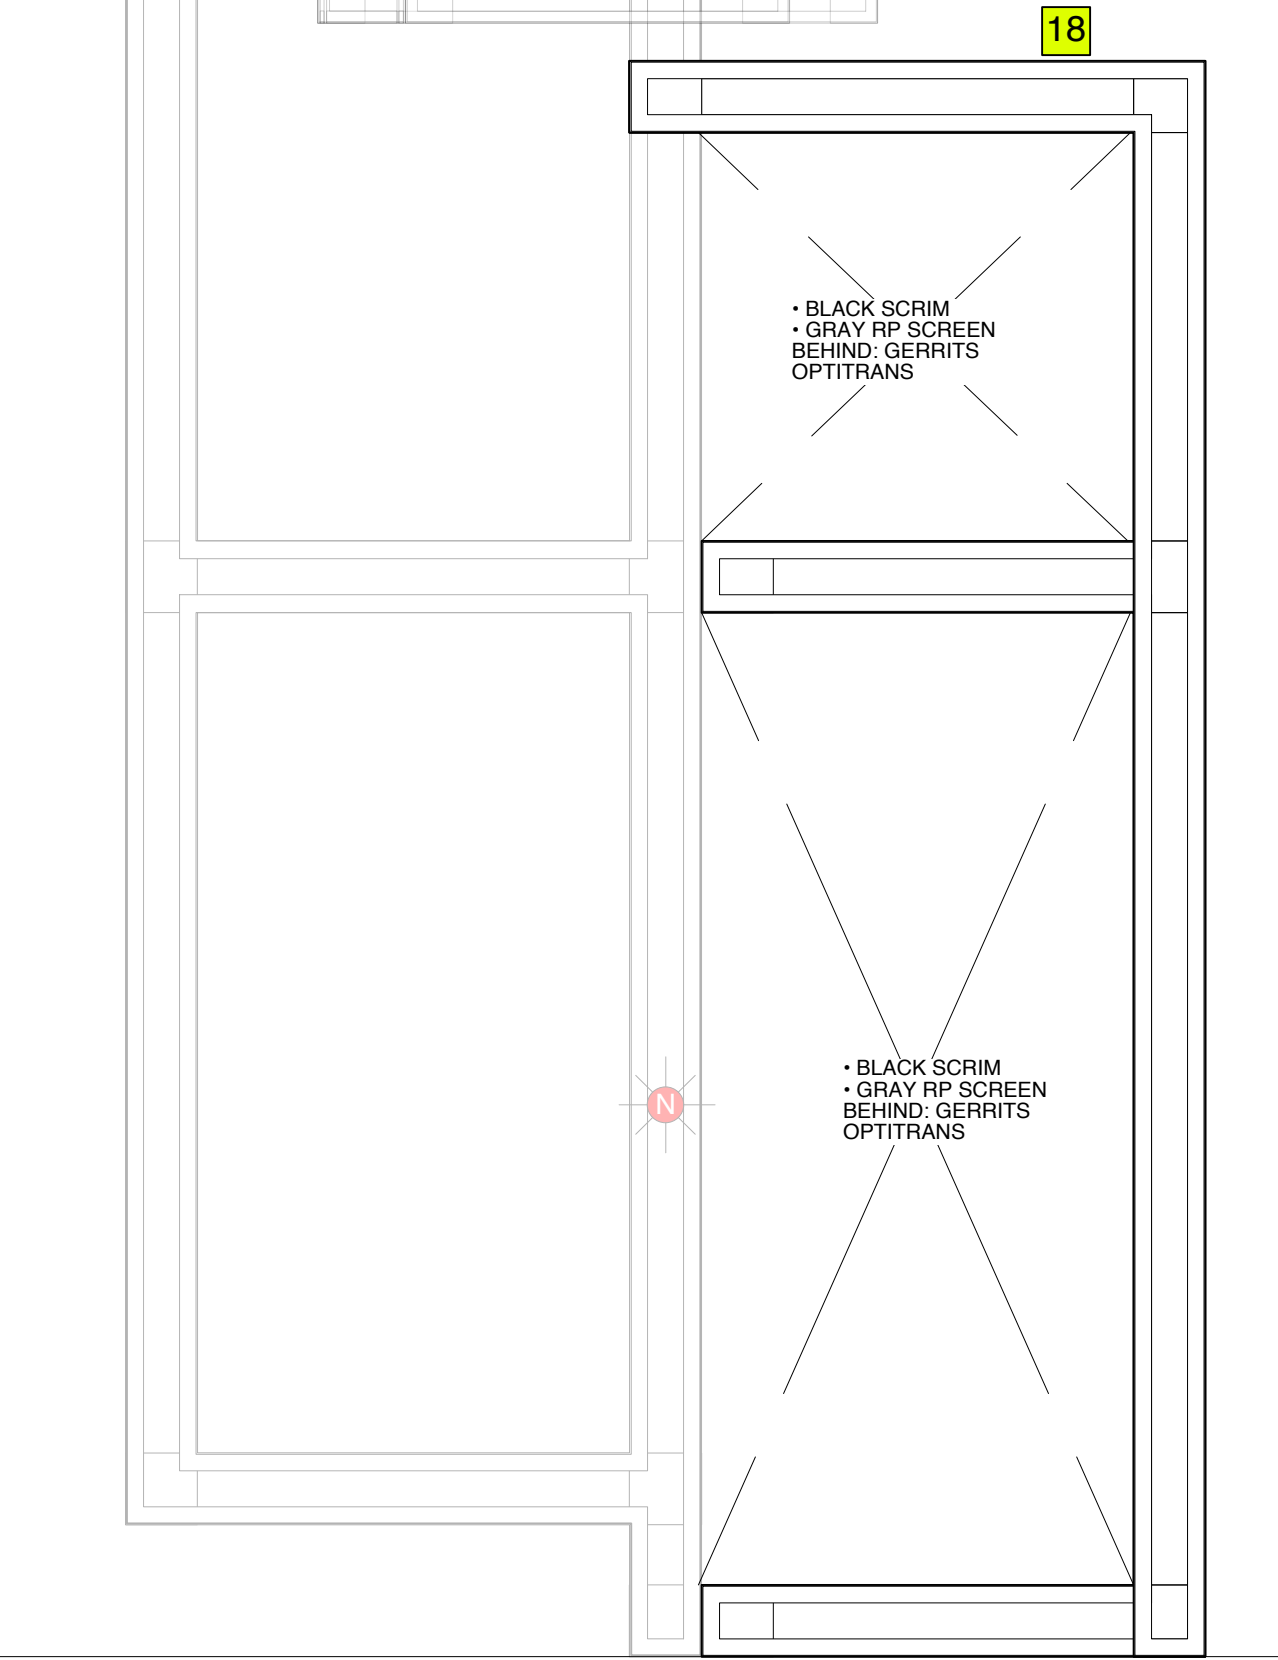 18
• BLACK SCRIM
• GRAY RP SCREEN
BEHIND: GERRITS
OPTITRANS
• BLACK SCRIM
• GRAY RP SCREEN
BEHIND: GERRITS
OPTITRANS
N